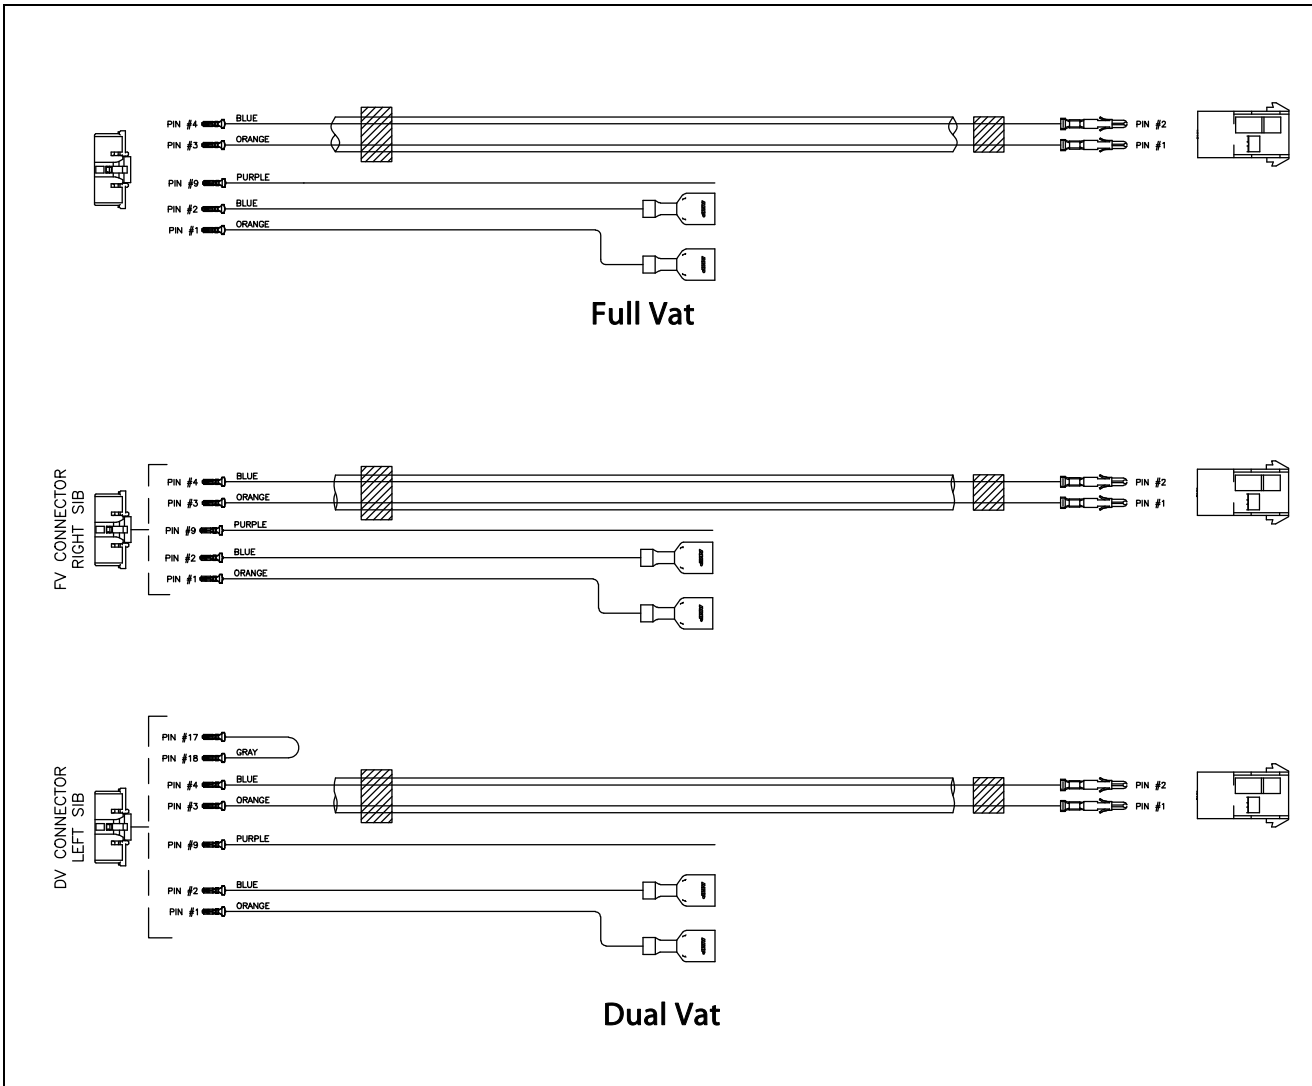 PIN #4 BLUE PIN #2
PIN #3 ORANGE PIN #1
PIN #9 PURPLE
PIN #2 BLUE
PIN #1 ORANGE
Full Vat
FV CONNECTOR
RIGHT SIB
PIN #4 BLUE PIN #2
PIN #3 ORANGE PIN #1
PIN #9 PURPLE
PIN #2 BLUE
PIN #1 ORANGE
DV CONNECTOR
LEFT SIB
PIN #17
PIN #18 GRAY
PIN #4 BLUE PIN #2
PIN #3 ORANGE PIN #1
PIN #9 PURPLE
PIN #2 BLUE
PIN #1 ORANGE
Dual Vat